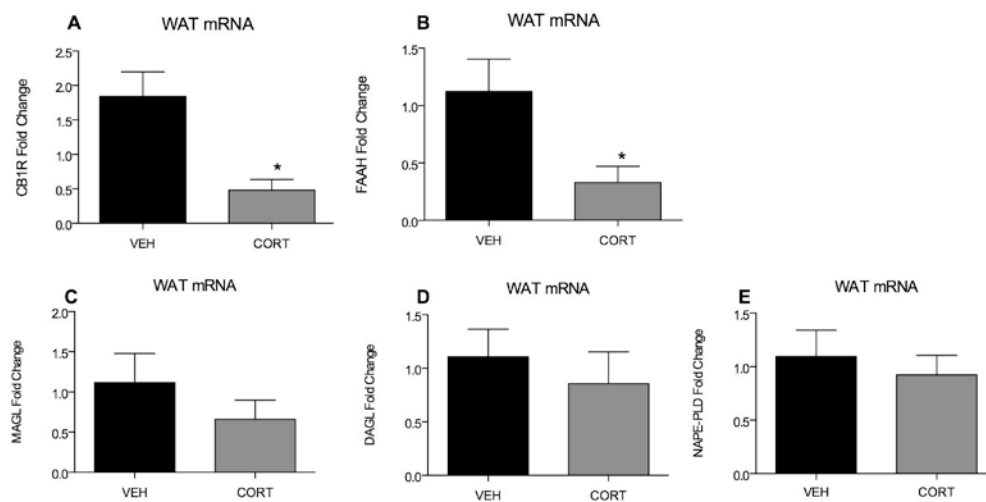 A
WAT mRNA
CB1R Fold Change
2.5
2.0
1.5
1.0
0.5
0.0
*
VEH
CORT
B
WAT mRNA
FAAH Fold Change
1.5
1.0
0.5
0.0
*
VEH
CORT
C
WAT mRNA
MAGL Fold Change
2.0
1.5
1.0
0.5
0.0
VEH
CORT
D
WAT mRNA
DAGL Fold Change
1.5
1.0
0.5
0.0
VEH
CORT
E
WAT mRNA
NAPE-PLD Fold Change
1.5
1.0
0.5
0.0
VEH
CORT